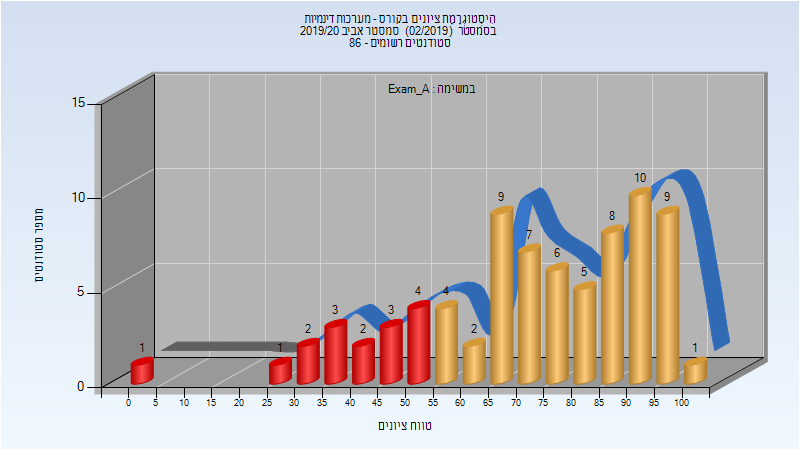 היסטוגרמת ציונים בקורס - מערכות דינמיות
בסמסטר (02/2019) סמסטר אביב 2019/20
סטודנטים רשומים - 86
במשימה : Exam_A
15
10
5
0
מספר סטודנטים
1 1 2 3 2 3 4 4 2 9 7 6 5 8 10 9 1
0 5 10 15 20 25 30 35 40 45 50 55 60 65 70 75 80 85 90 95 100
טווח ציונים